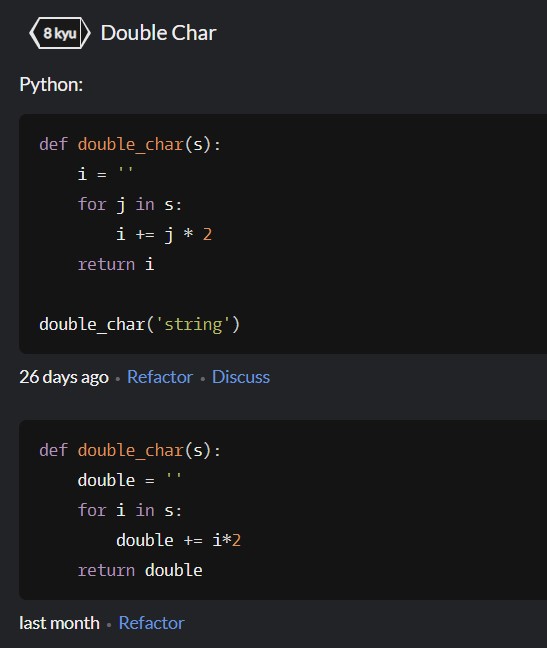 8 kyu Double Char
Python:
def double_char(s):
    i = ''
    for j in s:
        i += j * 2
    return i

double_char('string')
26 days ago • Refactor • Discuss
def double_char(s):
    double = ''
    for i in s:
        double += i*2
    return double
last month • Refactor